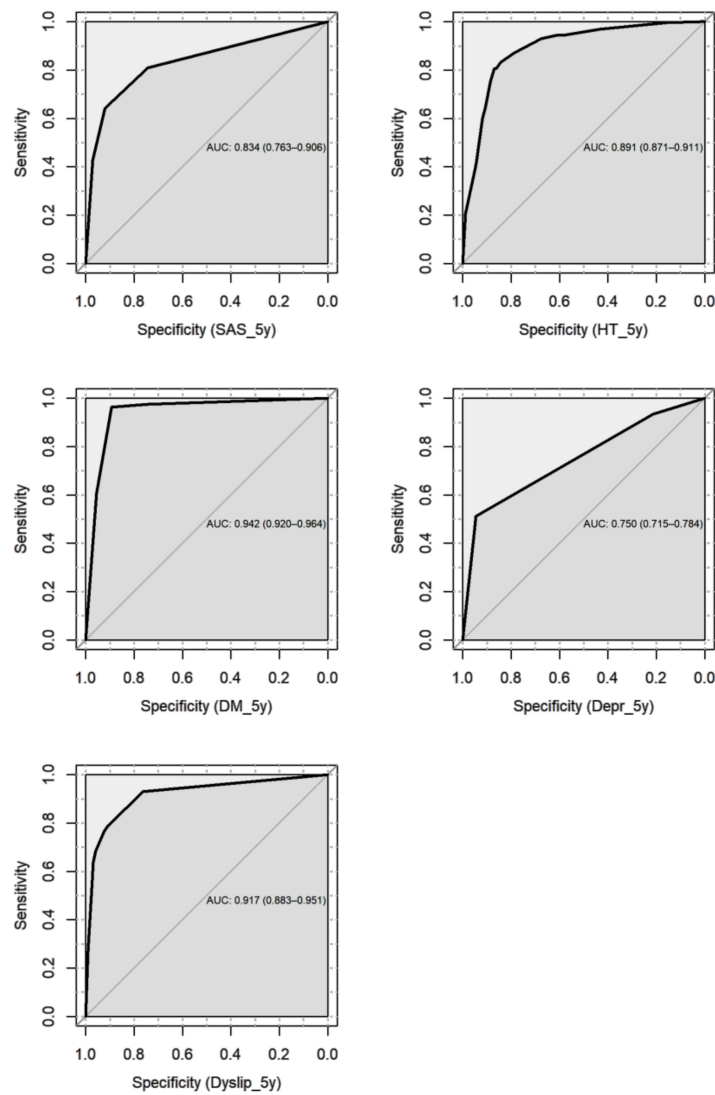 Sensitivity
0.0 0.2 0.4 0.6 0.8 1.0
AUC: 0.834 (0.763–0.906)
1.0 0.8 0.6 0.4 0.2 0.0
Specificity (SAS_5y)
Sensitivity
0.0 0.2 0.4 0.6 0.8 1.0
AUC: 0.891 (0.871–0.911)
1.0 0.8 0.6 0.4 0.2 0.0
Specificity (HT_5y)
Sensitivity
0.0 0.2 0.4 0.6 0.8 1.0
AUC: 0.942 (0.920–0.964)
1.0 0.8 0.6 0.4 0.2 0.0
Specificity (DM_5y)
Sensitivity
0.0 0.2 0.4 0.6 0.8 1.0
AUC: 0.750 (0.715–0.784)
1.0 0.8 0.6 0.4 0.2 0.0
Specificity (Depr_5y)
Sensitivity
0.0 0.2 0.4 0.6 0.8 1.0
AUC: 0.917 (0.883–0.951)
1.0 0.8 0.6 0.4 0.2 0.0
Specificity (Dyslip_5y)